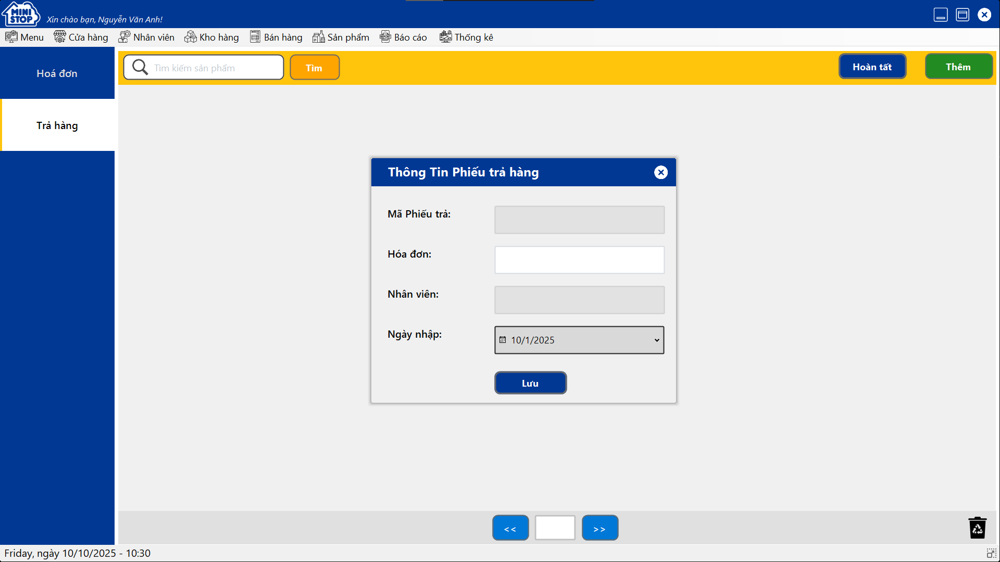 MINI
STOP
Xin chào bạn, Nguyễn Văn Anh!
Menu Cửa hàng Nhân viên Kho hàng Bán hàng Sản phẩm Báo cáo Thống kê
Hoá đơn
Trả hàng
Tìm kiếm sản phẩm Tìm Hoàn tất Thêm
Thông Tin Phiếu trả hàng
Mã Phiếu trả:
Hóa đơn:
Nhân viên:
Ngày nhập: 10/1/2025
Lưu
<< >>
Friday, ngày 10/10/2025 - 10:30